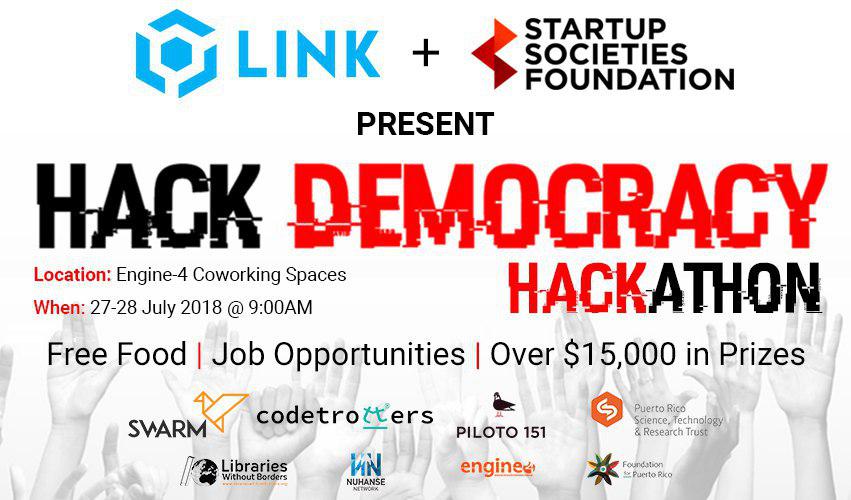 LINK + STARTUP
SOCIETIES
FOUNDATION
PRESENT
HACK DEMOCRACY
HACKATHON
Location: Engine-4 Coworking Spaces
When: 27-28 July 2018 @ 9:00AM
Free Food | Job Opportunities | Over $15,000 in Prizes
SWARM
codetrotters
PILOTO 151
Puerto Rico
Science, Technology
& Research Trust
Libraries
Without Borders
NUHANSE
NETWORK
engine4
Foundation
for Puerto Rico